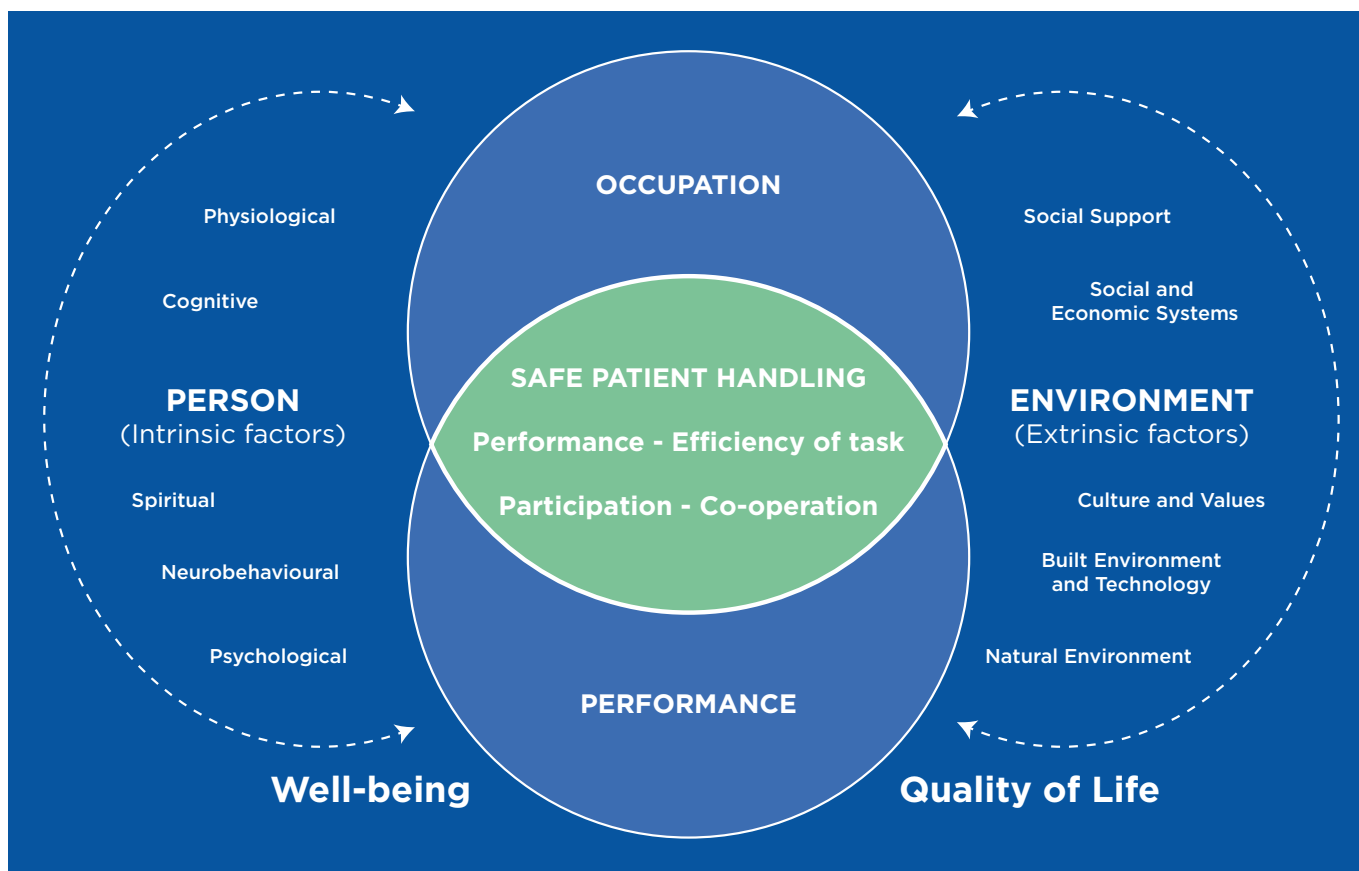 OCCUPATION
Physiological
Cognitive
PERSON
(Intrinsic factors)
Spiritual
Neurobehavioural
Psychological
SAFE PATIENT HANDLING
Performance - Efficiency of task
Participation - Co-operation
PERFORMANCE
Social Support
Social and
Economic Systems
ENVIRONMENT
(Extrinsic factors)
Culture and Values
Built Environment
and Technology
Natural Environment
Well-being
Quality of Life